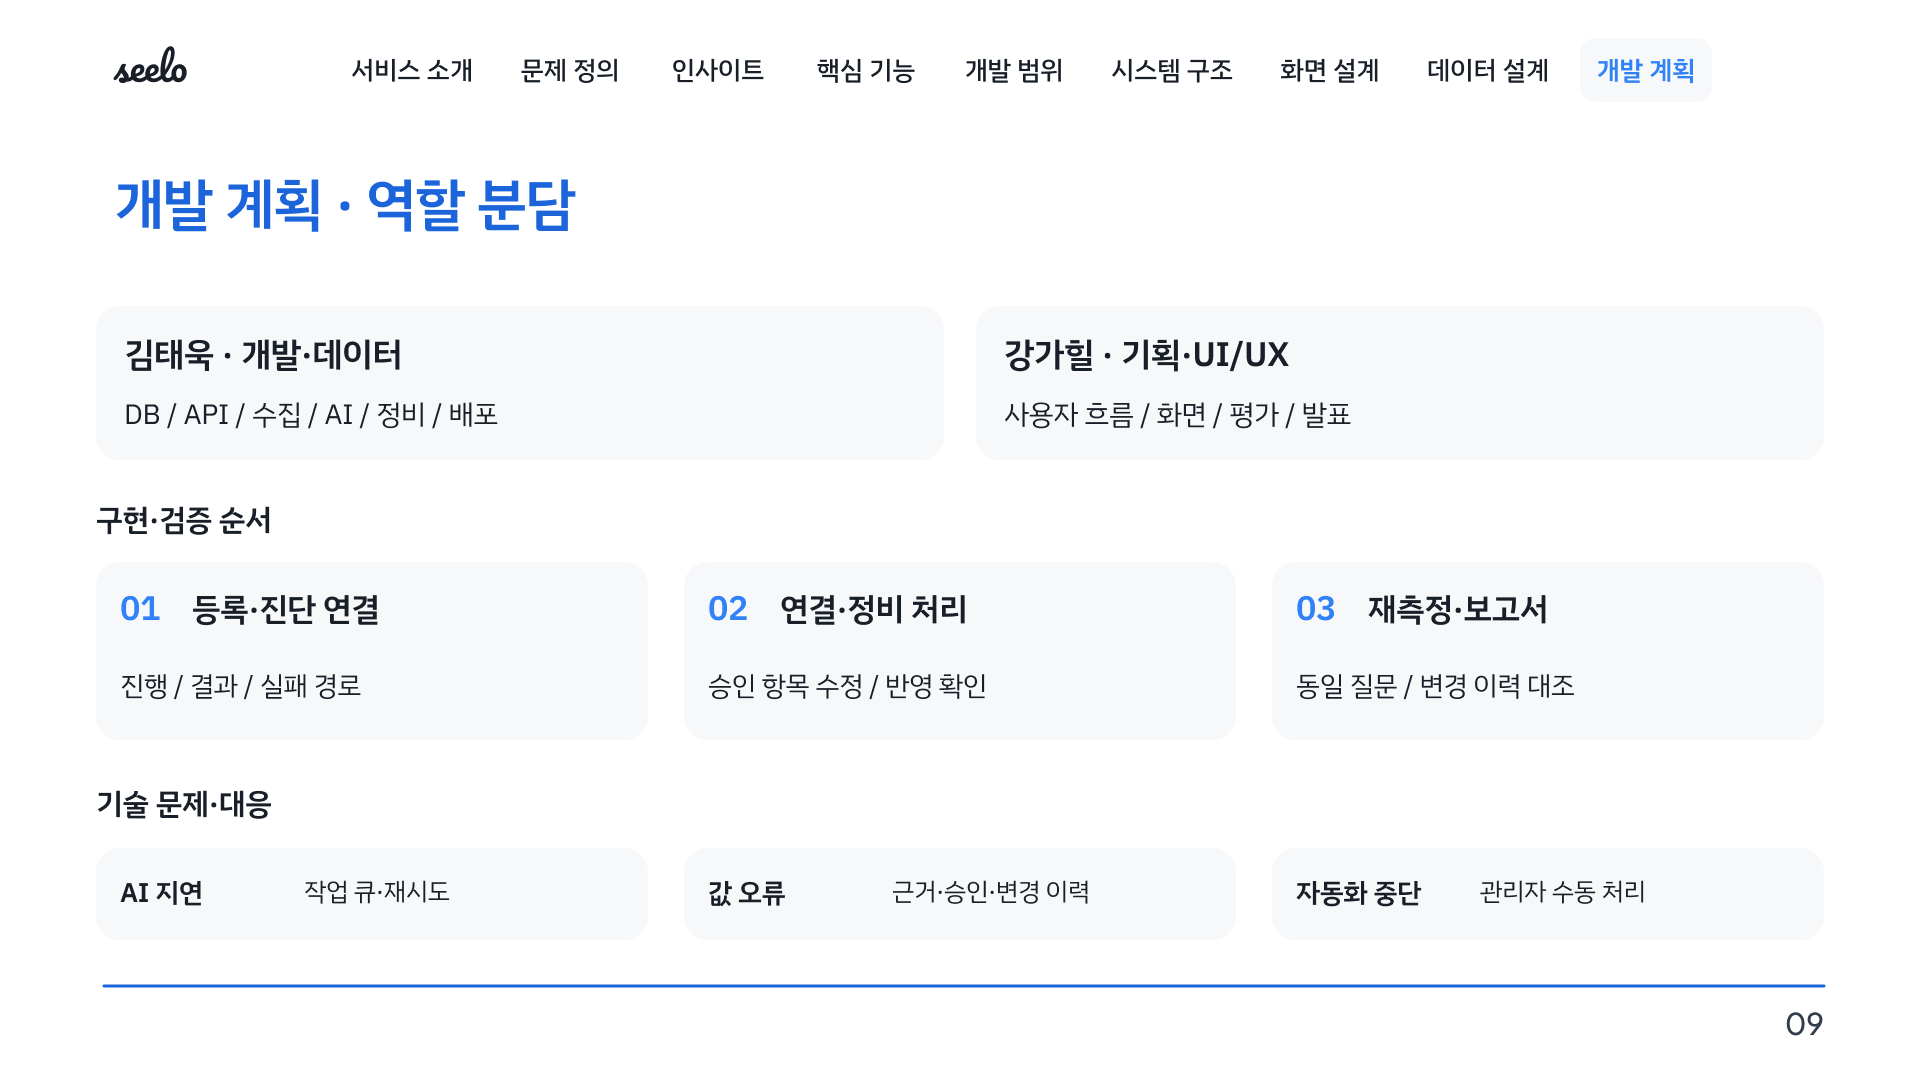 seelo 서비스 소개 문제 정의 인사이트 핵심 기능 개발 범위 시스템 구조 화면 설계 데이터 설계 개발 계획
개발 계획 · 역할 분담
김태욱 · 개발·데이터
DB / API / 수집 / AI / 정비 / 배포
강가힐 · 기획·UI/UX
사용자 흐름 / 화면 / 평가 / 발표
구현·검증 순서
01 등록·진단 연결
진행 / 결과 / 실패 경로
02 연결·정비 처리
승인 항목 수정 / 반영 확인
03 재측정·보고서
동일 질문 / 변경 이력 대조
기술 문제·대응
AI 지연 작업 큐·재시도
값 오류 근거·승인·변경 이력
자동화 중단 관리자 수동 처리
09